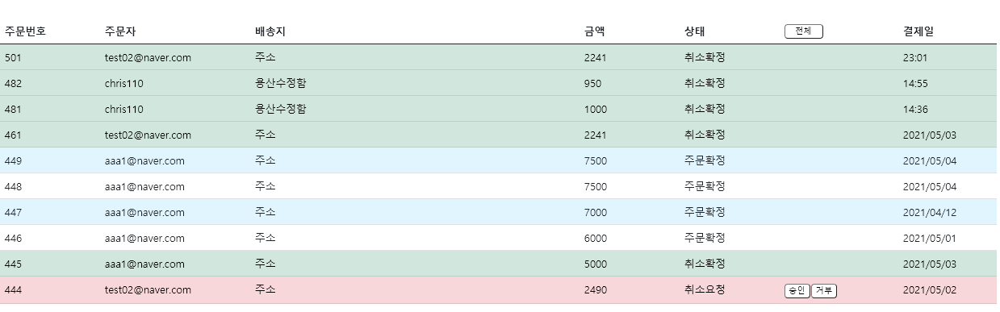 주문번호 주문자 배송지 금액 상태 전체 결제일
501 test02@naver.com 주소 2241 취소확정 23:01
482 chris110 용산수정함 950 취소확정 14:55
481 chris110 용산수정함 1000 취소확정 14:36
461 test02@naver.com 주소 2241 취소확정 2021/05/03
449 aaa1@naver.com 주소 7500 주문확정 2021/05/04
448 aaa1@naver.com 주소 7500 주문확정 2021/05/04
447 aaa1@naver.com 주소 7000 주문확정 2021/04/12
446 aaa1@naver.com 주소 6000 주문확정 2021/05/01
445 aaa1@naver.com 주소 5000 취소확정 2021/05/03
444 test02@naver.com 주소 2490 취소요청 승인 거부 2021/05/02